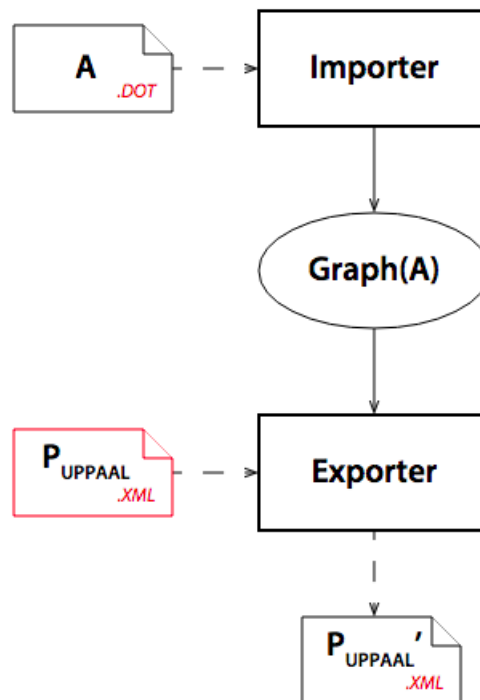 A
.DOT
Importer
Graph(A)
P UPPAAL
.XML
Exporter
P UPPAAL ′
.XML